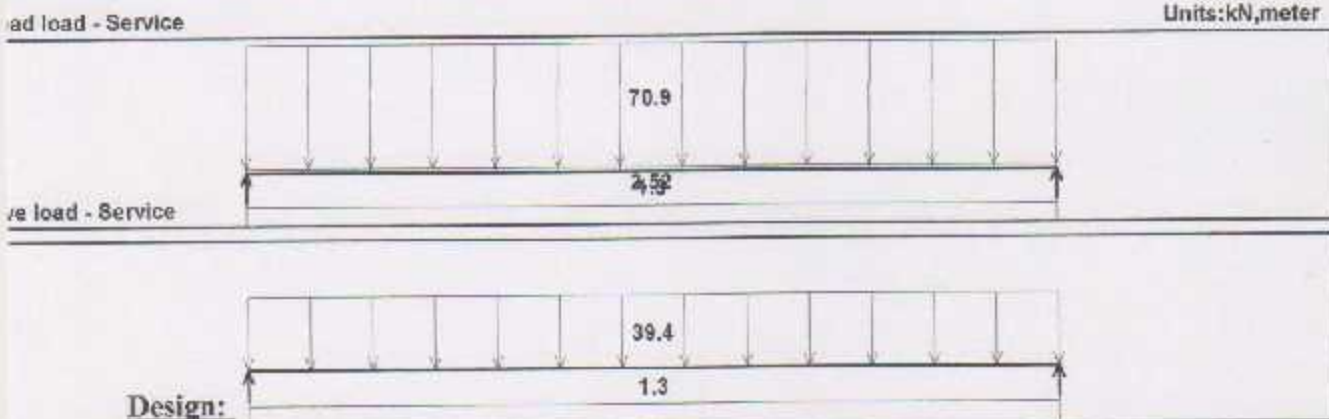 ad load - Service
Units:kN,meter
70.9
ve load - Service
39.4
1.3
Design: